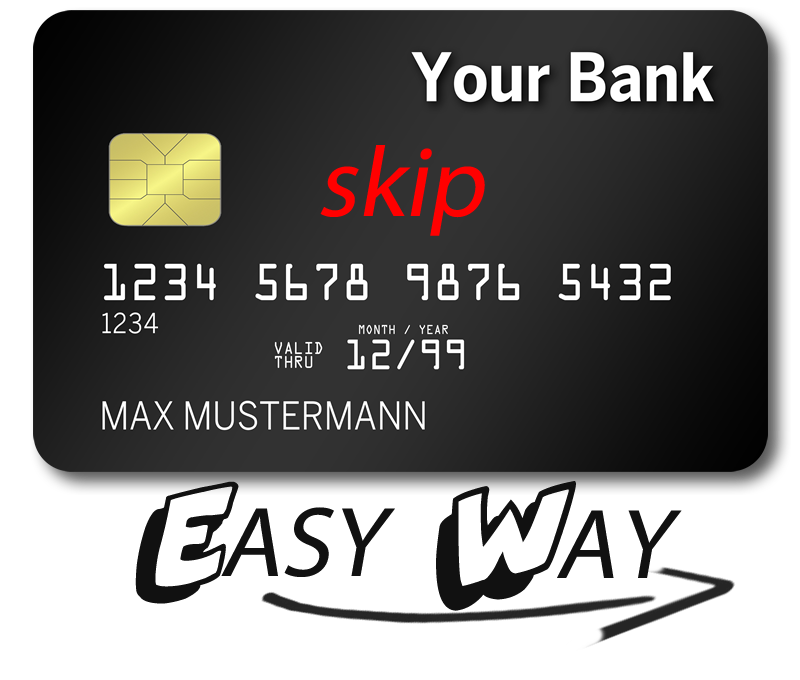 Your Bank
skip
1234 5678 9876 5432
1234
MONTH / YEAR
VALID THRU 12/99
MAX MUSTERMANN
EASY WAY